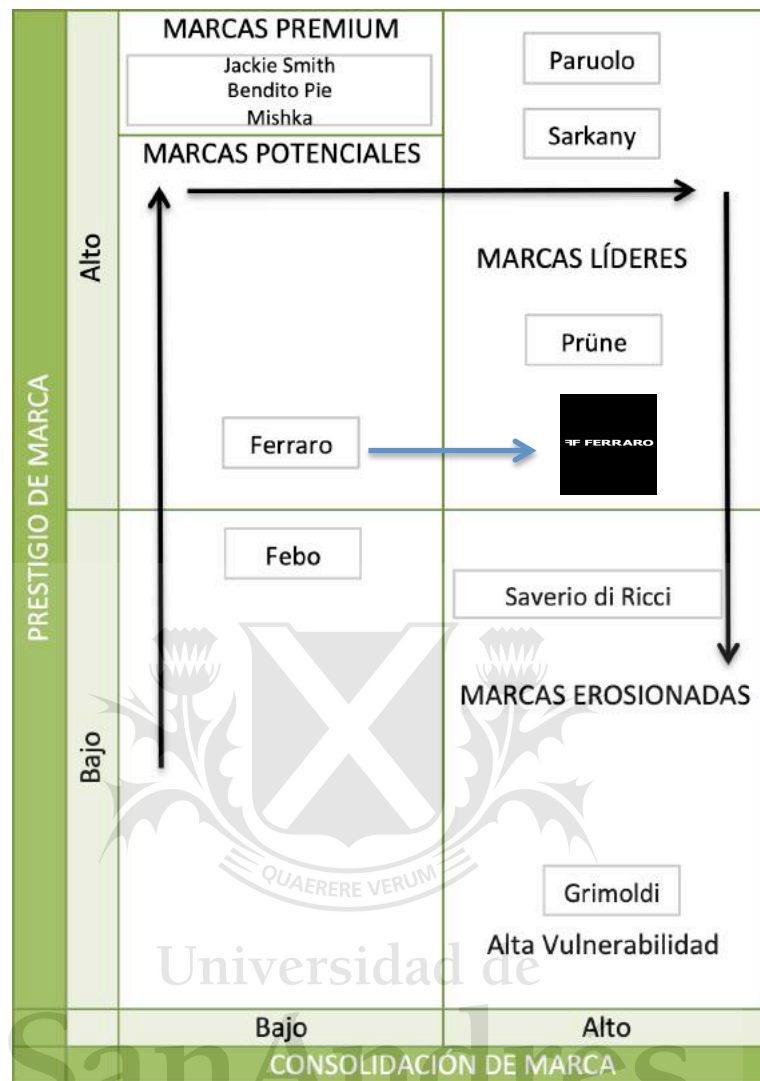 MARCAS PREMIUM
Jackie Smith
Bendito Pie
Mishka
MARCAS POTENCIALES
Paruolo
Sarkany
MARCAS LÍDERES
Prüne
Ferraro
FF FERRARO
Febo
Saverio di Ricci
MARCAS EROSIONADAS
Grimoldi
Alta Vulnerabilidad
PRESTIGIO DE MARCA
Alto
Bajo
Bajo
Alto
CONSOLIDACIÓN DE MARCA
QUAERERE VERUM
Universidad de
SanAndrés